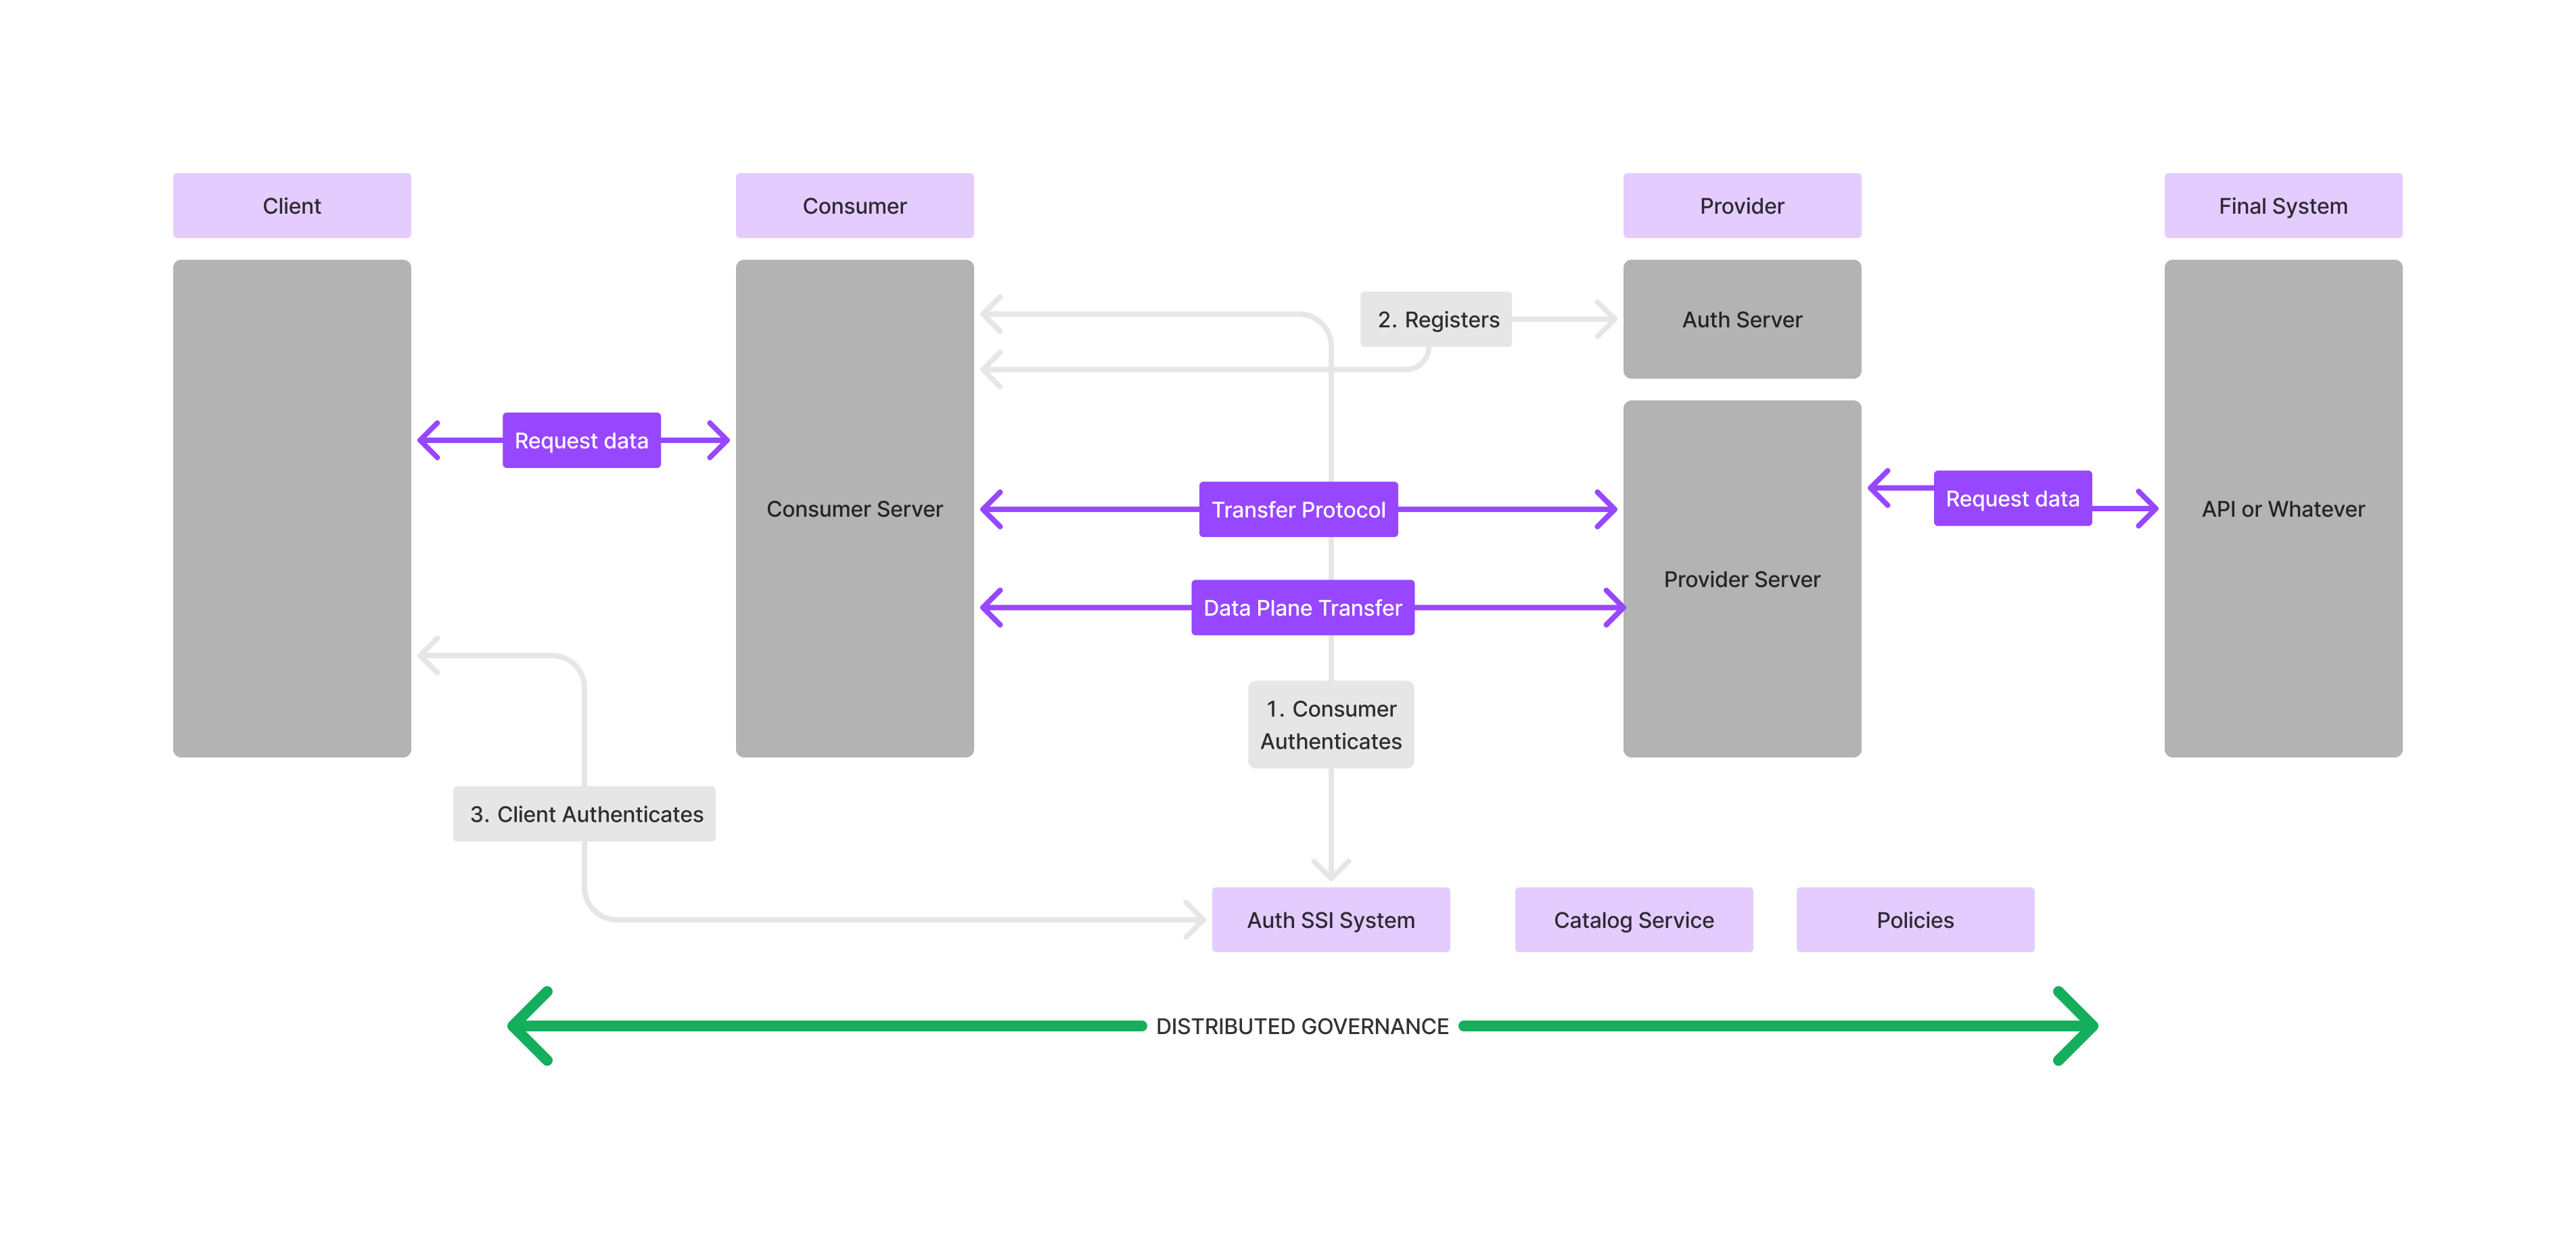 Client
Consumer
Provider
Final System
2. Registers
Auth Server
Request data
Consumer Server
Transfer Protocol
Request data
API or Whatever
Provider Server
Data Plane Transfer
1. Consumer
Authenticates
3. Client Authenticates
Auth SSI System
Catalog Service
Policies
DISTRIBUTED GOVERNANCE